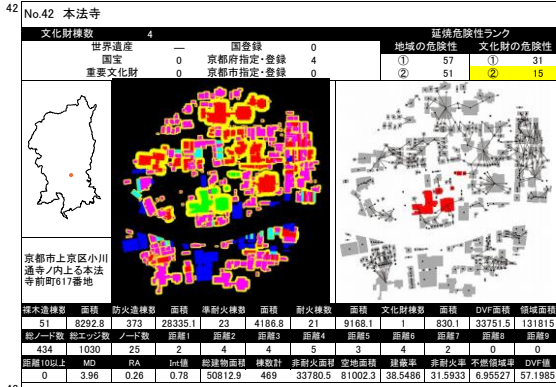 42
No.42 本法寺
文化財棟数 4 延焼危険性ランク
世界遺産 — 国登録 0 地域の危険性 文化財の危険性
国宝 0 京都府指定・登録 4 ① 57 ① 31
重要文化財 0 京都市指定・登録 0 ② 51 ② 15
京都市上京区小川
通寺ノ内上る本法
寺前町617番地
裸木造棟数 面積 防火造棟数 面積 準耐火棟数 面積 耐火棟数 面積 文化財棟数 面積 DVF面積 領域面積
51 8292.8 373 28335.1 23 4186.8 21 9168.1 1 830.1 33751.5 131815
総ノード数 総エッジ数 ノード数 距離1 距離2 距離3 距離4 距離5 距離6 距離7 距離8 距離9
434 1030 25 2 4 4 5 3 4 2 0 0
距離10以上 MD RA Int値 総建物面積 棟数計 非耐火面積 空地面積 建蔽率 非耐火率 不燃領域率 DVF値
0 3.96 0.26 0.78 50812.9 469 33780.5 81002.3 38.5486 31.5933 6.95527 57.1985